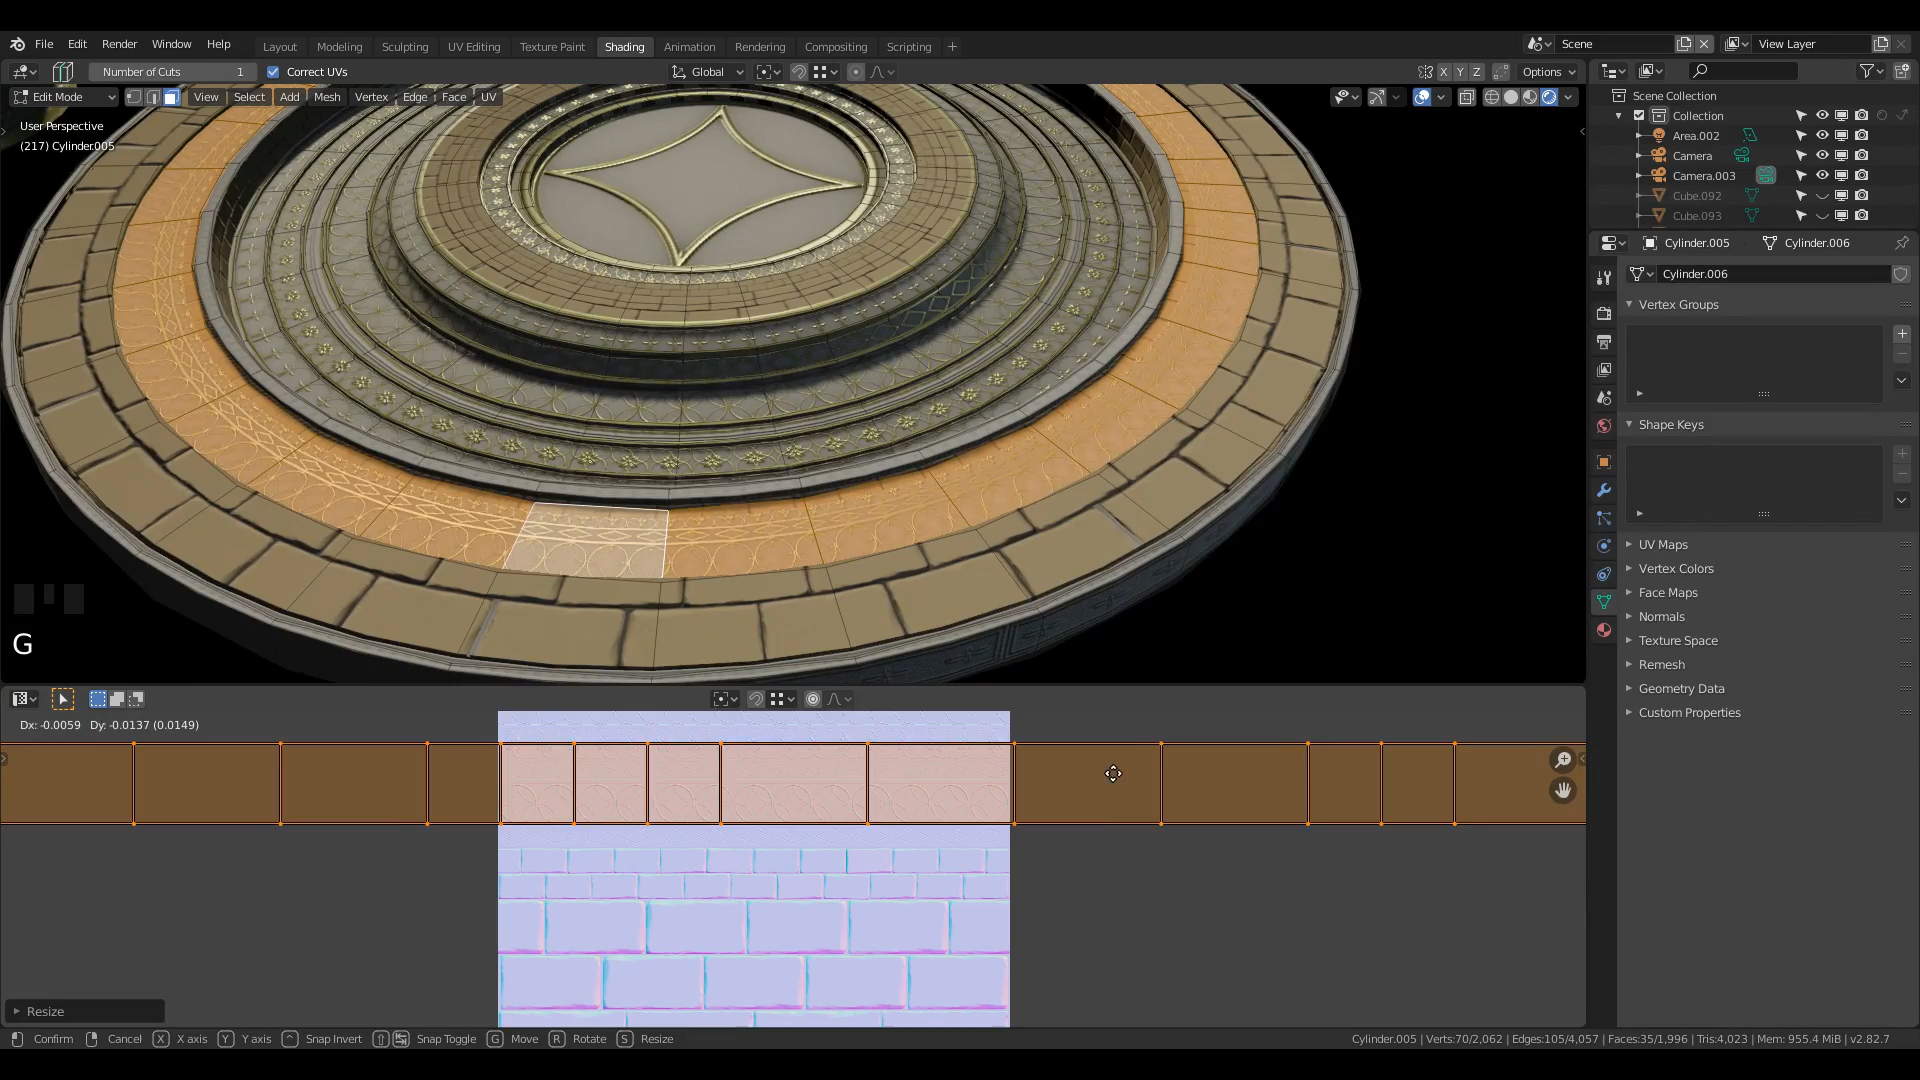 File Edit Render Window Help Layout Modeling Sculpting UV Editing Texture Paint Shading Animation Rendering Compositing Scripting Scene View Layer
Number of Cuts 1 Correct UVs Global X Y Z Options
Edit Mode View Select Add Mesh Vertex Edge Face UV
Scene Collection
User Perspective
Collection
(217) Cylinder.005
Area.002
Camera
Camera.003
Cube.092
Cube.093
Cylinder.005 Cylinder.006
Cylinder.006
Vertex Groups
Shape Keys
UV Maps
Vertex Colors
Face Maps
Normals
Texture Space
Remesh
Geometry Data
Custom Properties
G
Dx: -0.0059 Dy: -0.0137 (0.0149)
Resize
Confirm Cancel X X axis Y Y axis ^ Snap Invert Snap Toggle G Move R Rotate S Resize Cylinder.005 | Verts:70/2,062 | Edges:105/4,057 | Faces:35/1,996 | Tris:4,023 | Mem: 955.4 MiB | v2.82.7